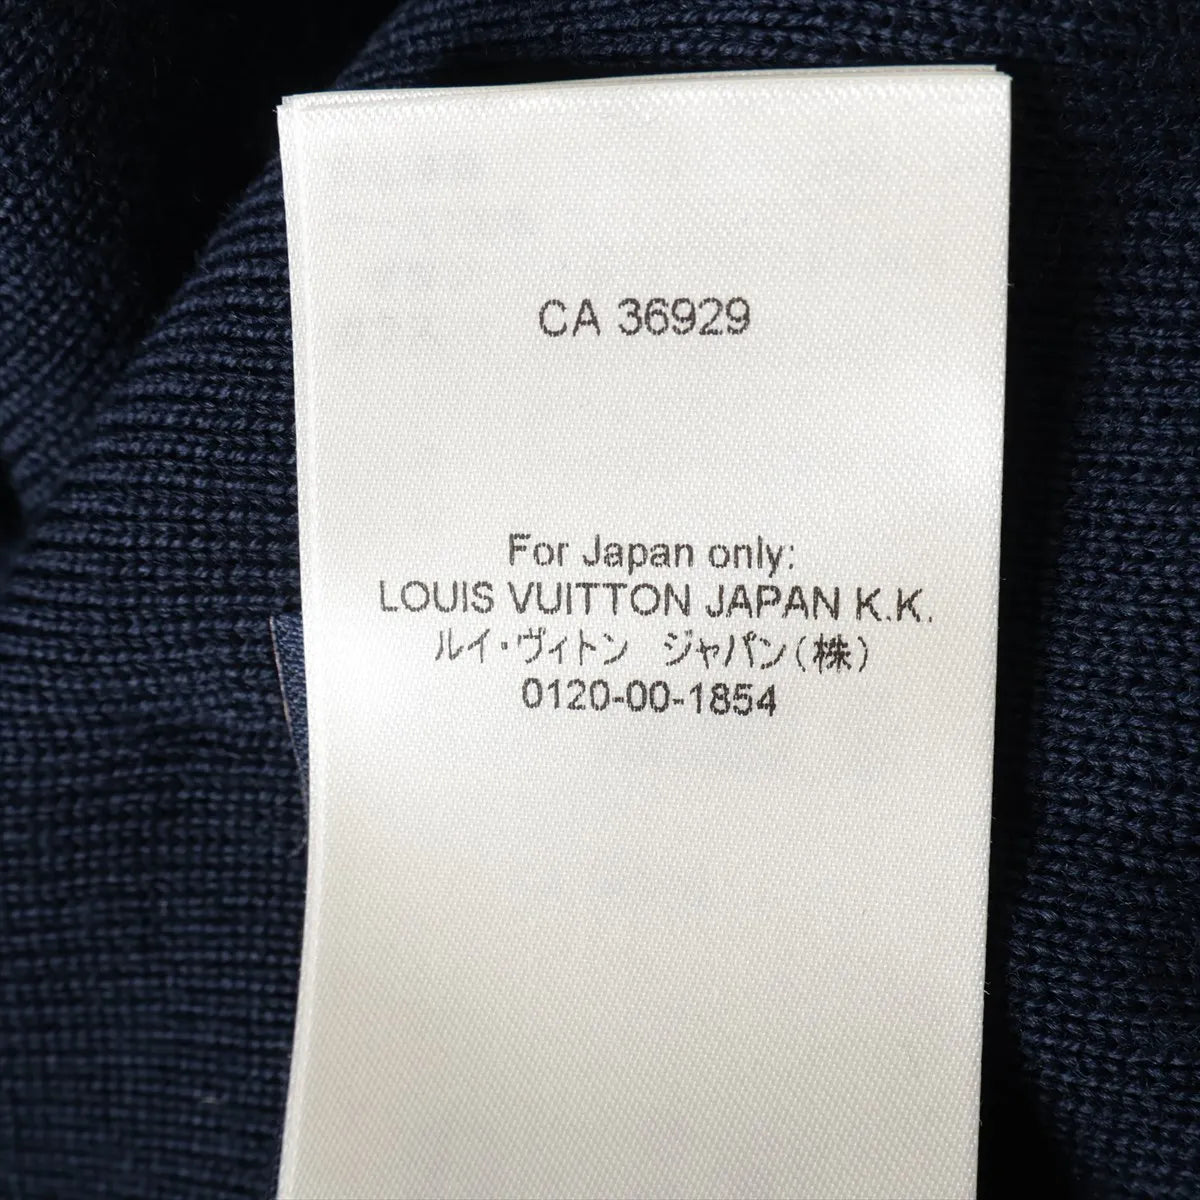 CA 36929
For Japan only:
LOUIS VUITTON JAPAN K.K.
ルイ・ヴィトン　ジャパン(株)
0120-00-1854